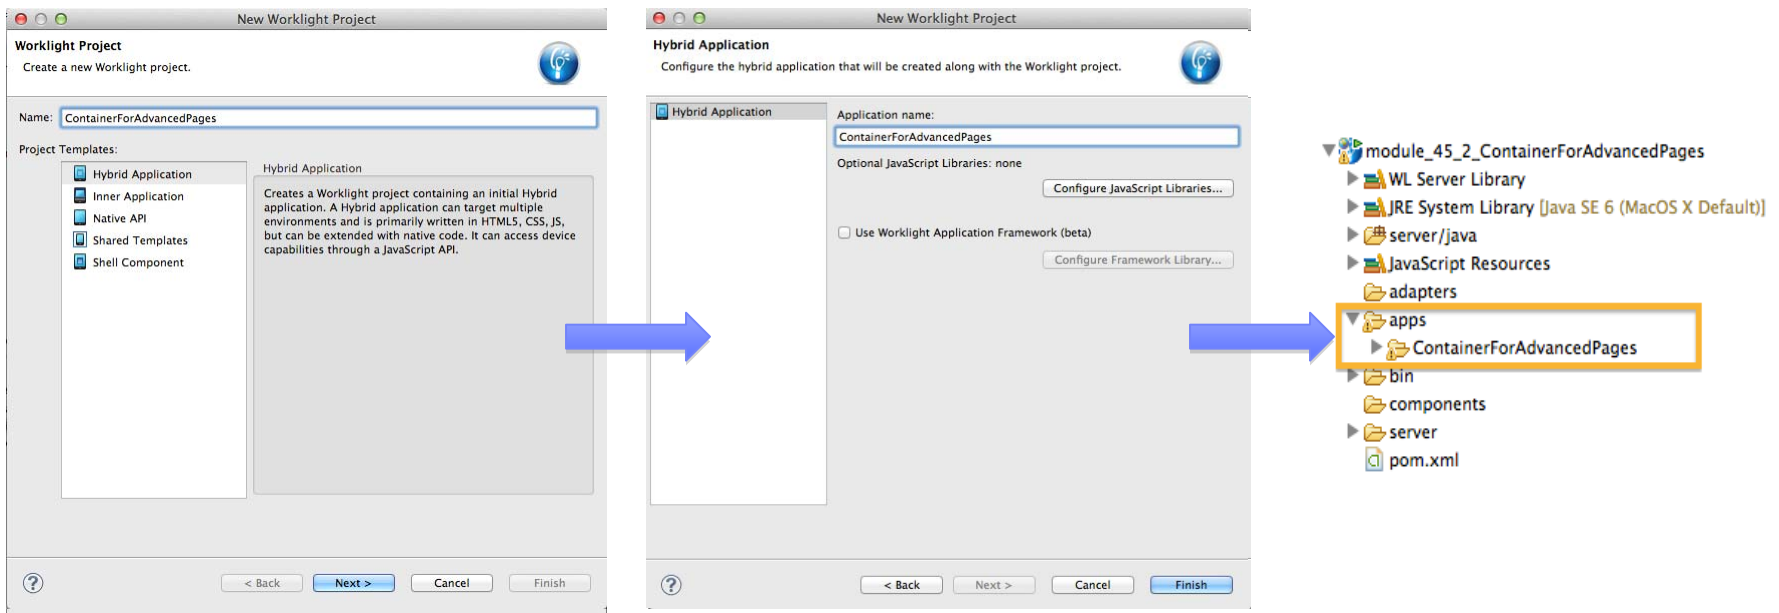 New Worklight Project
Worklight Project
Create a new Worklight project.
Name: ContainerForAdvancedPages
Project Templates:
Hybrid Application
Inner Application
Native API
Shared Templates
Shell Component
Hybrid Application
Creates a Worklight project containing an initial Hybrid
application. A Hybrid application can target multiple
environments and is primarily written in HTML5, CSS, JS,
but can be extended with native code. It can access device
capabilities through a JavaScript API.
?
< Back
Next >
Cancel
Finish
New Worklight Project
Hybrid Application
Configure the hybrid application that will be created along with the Worklight project.
Hybrid Application
Application name:
ContainerForAdvancedPages
Optional JavaScript Libraries: none
Configure JavaScript Libraries...
Use Worklight Application Framework (beta)
Configure Framework Library...
?
< Back
Next >
Cancel
Finish
module_45_2_ContainerForAdvancedPages
WL Server Library
JRE System Library [Java SE 6 (MacOS X Default)]
server/java
JavaScript Resources
adapters
apps
ContainerForAdvancedPages
bin
components
server
pom.xml